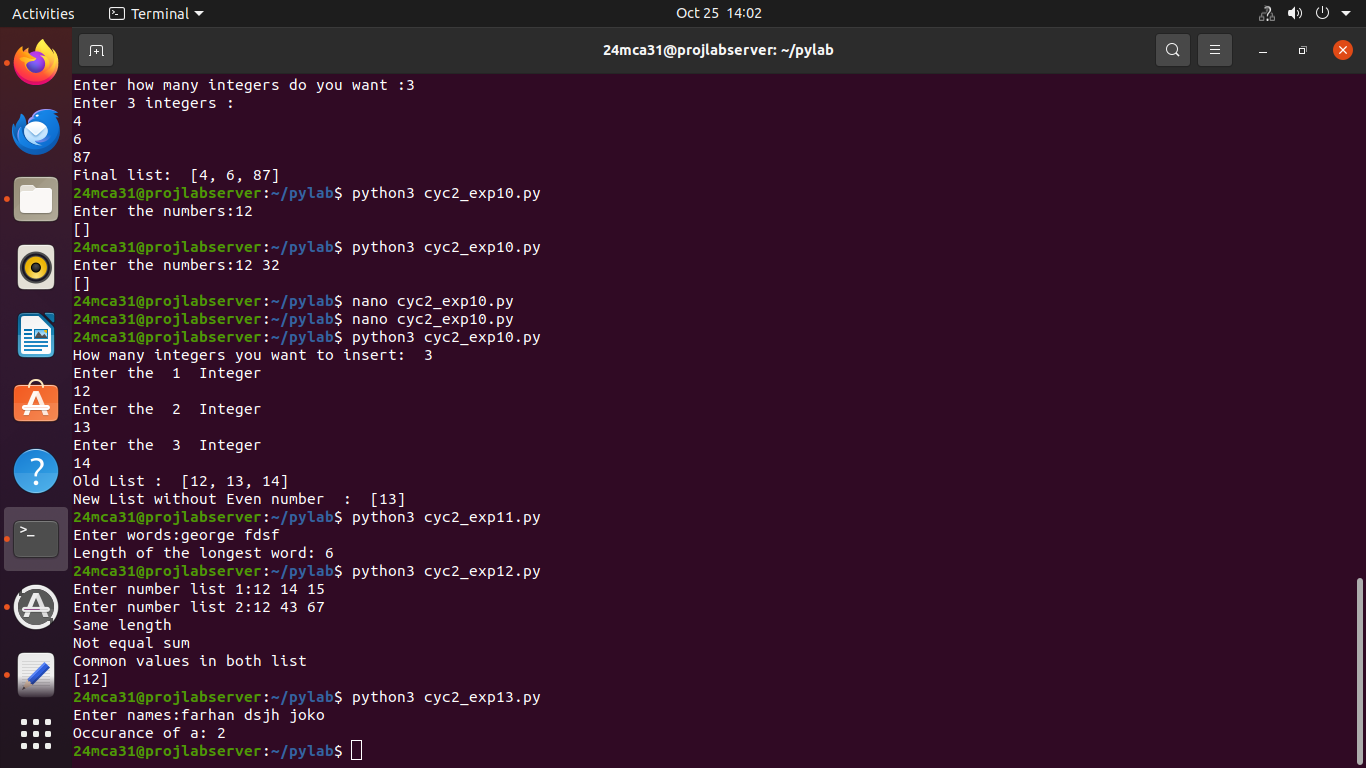 Activities
Terminal
Oct 25 14:02
24mca31@projlabserver: ~/pylab
Enter how many integers do you want :3
Enter 3 integers :
4
6
87
Final list:  [4, 6, 87]
24mca31@projlabserver:~/pylab$ python3 cyc2_exp10.py
Enter the numbers:12
[]
24mca31@projlabserver:~/pylab$ python3 cyc2_exp10.py
Enter the numbers:12 32
[]
24mca31@projlabserver:~/pylab$ nano cyc2_exp10.py
24mca31@projlabserver:~/pylab$ nano cyc2_exp10.py
24mca31@projlabserver:~/pylab$ python3 cyc2_exp10.py
How many integers you want to insert:  3
Enter the  1  Integer
12
Enter the  2  Integer
13
Enter the  3  Integer
14
Old List :  [12, 13, 14]
New List without Even number  :  [13]
24mca31@projlabserver:~/pylab$ python3 cyc2_exp11.py
Enter words:george fdsf
Length of the longest word: 6
24mca31@projlabserver:~/pylab$ python3 cyc2_exp12.py
Enter number list 1:12 14 15
Enter number list 2:12 43 67
Same length
Not equal sum
Common values in both list
[12]
24mca31@projlabserver:~/pylab$ python3 cyc2_exp13.py
Enter names:farhan dsjh joko
Occurance of a: 2
24mca31@projlabserver:~/pylab$